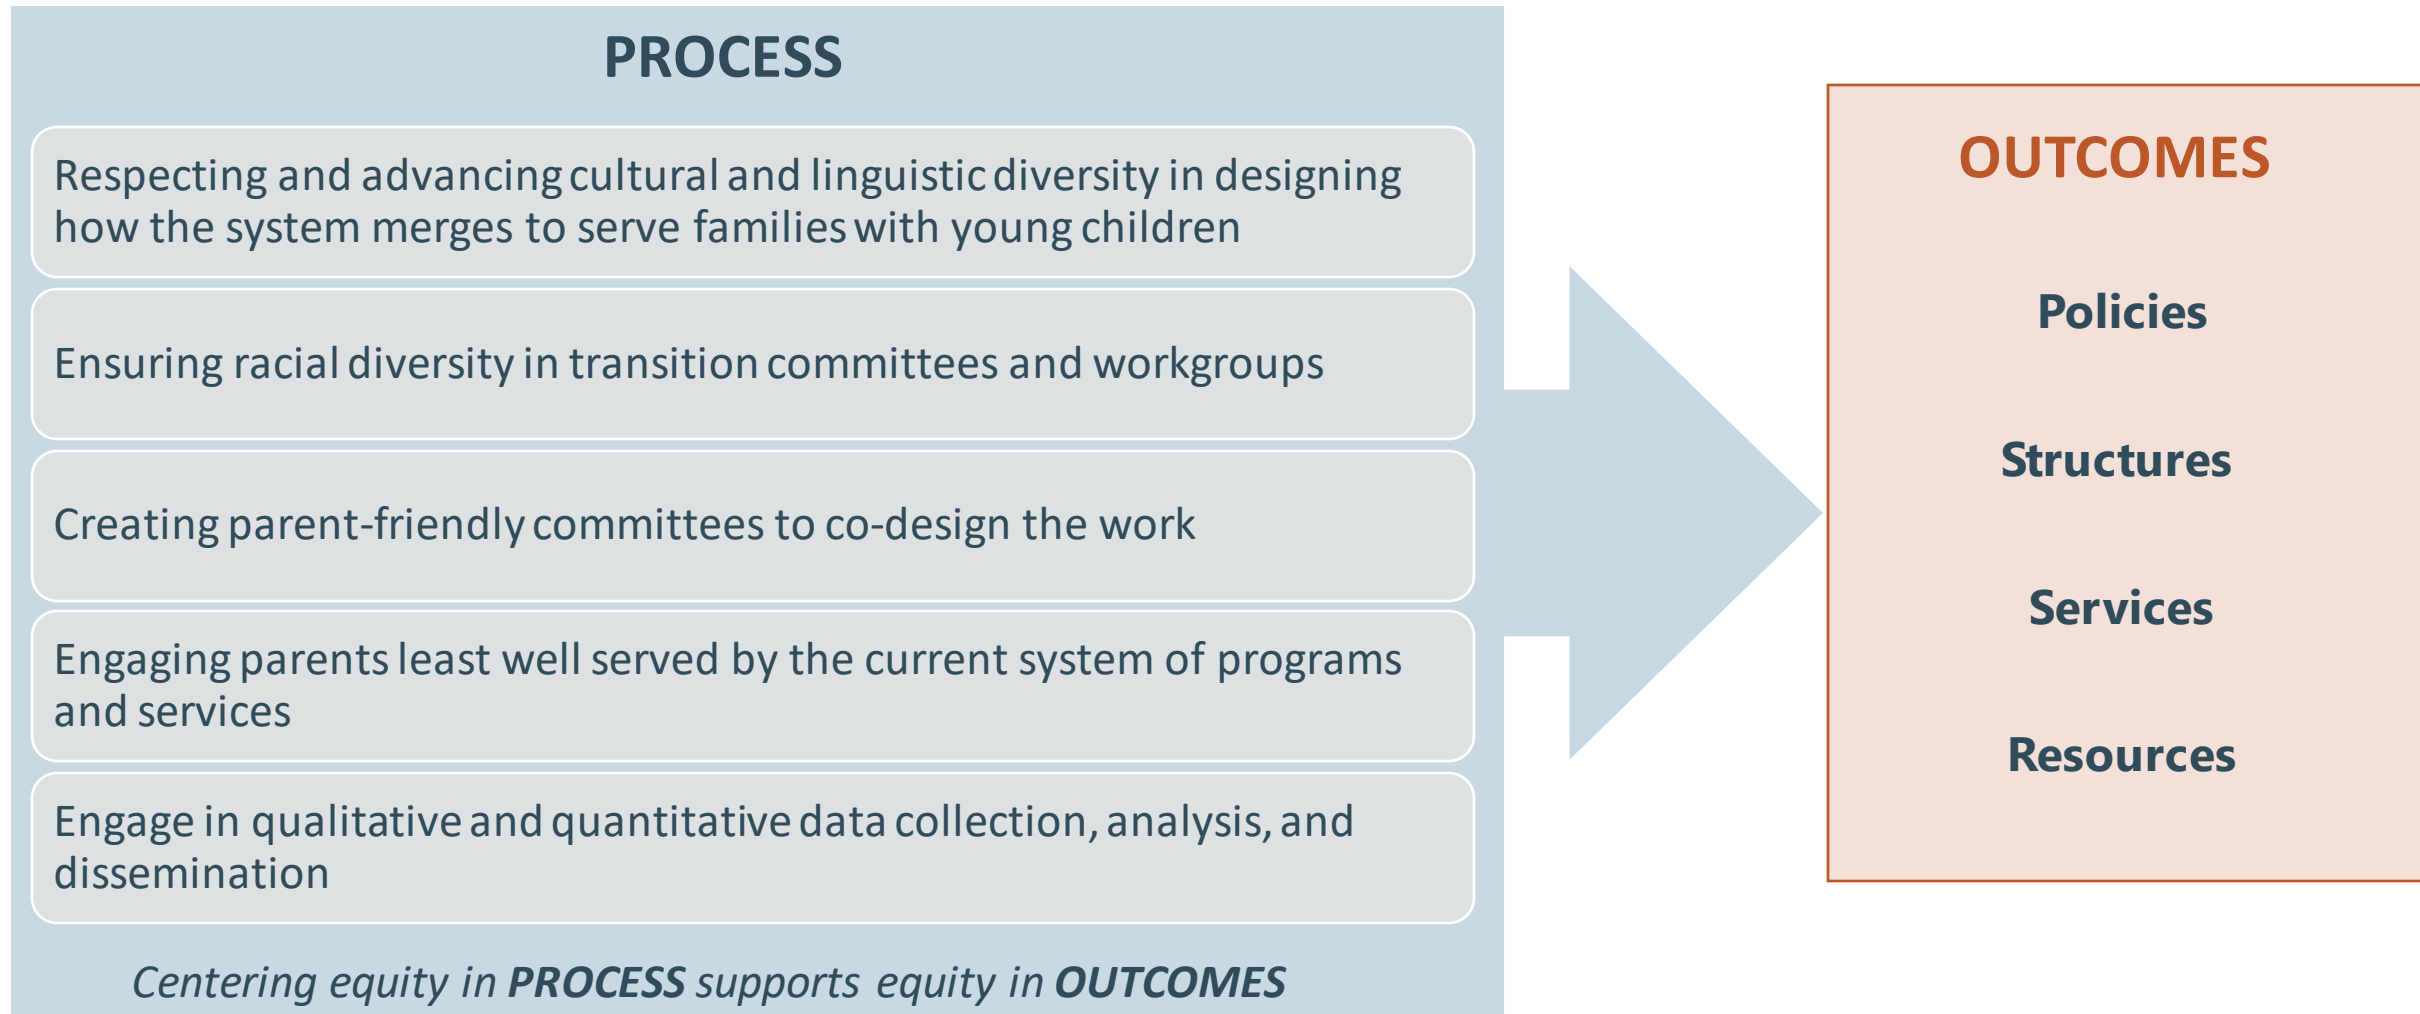 PROCESS
Respecting and advancing cultural and linguistic diversity in designing
how the system merges to serve families with young children
Ensuring racial diversity in transition committees and workgroups
Creating parent-friendly committees to co-design the work
Engaging parents least well served by the current system of programs
and services
Engage in qualitative and quantitative data collection, analysis, and
dissemination
Centering equity in PROCESS supports equity in OUTCOMES
OUTCOMES
Policies
Structures
Services
Resources